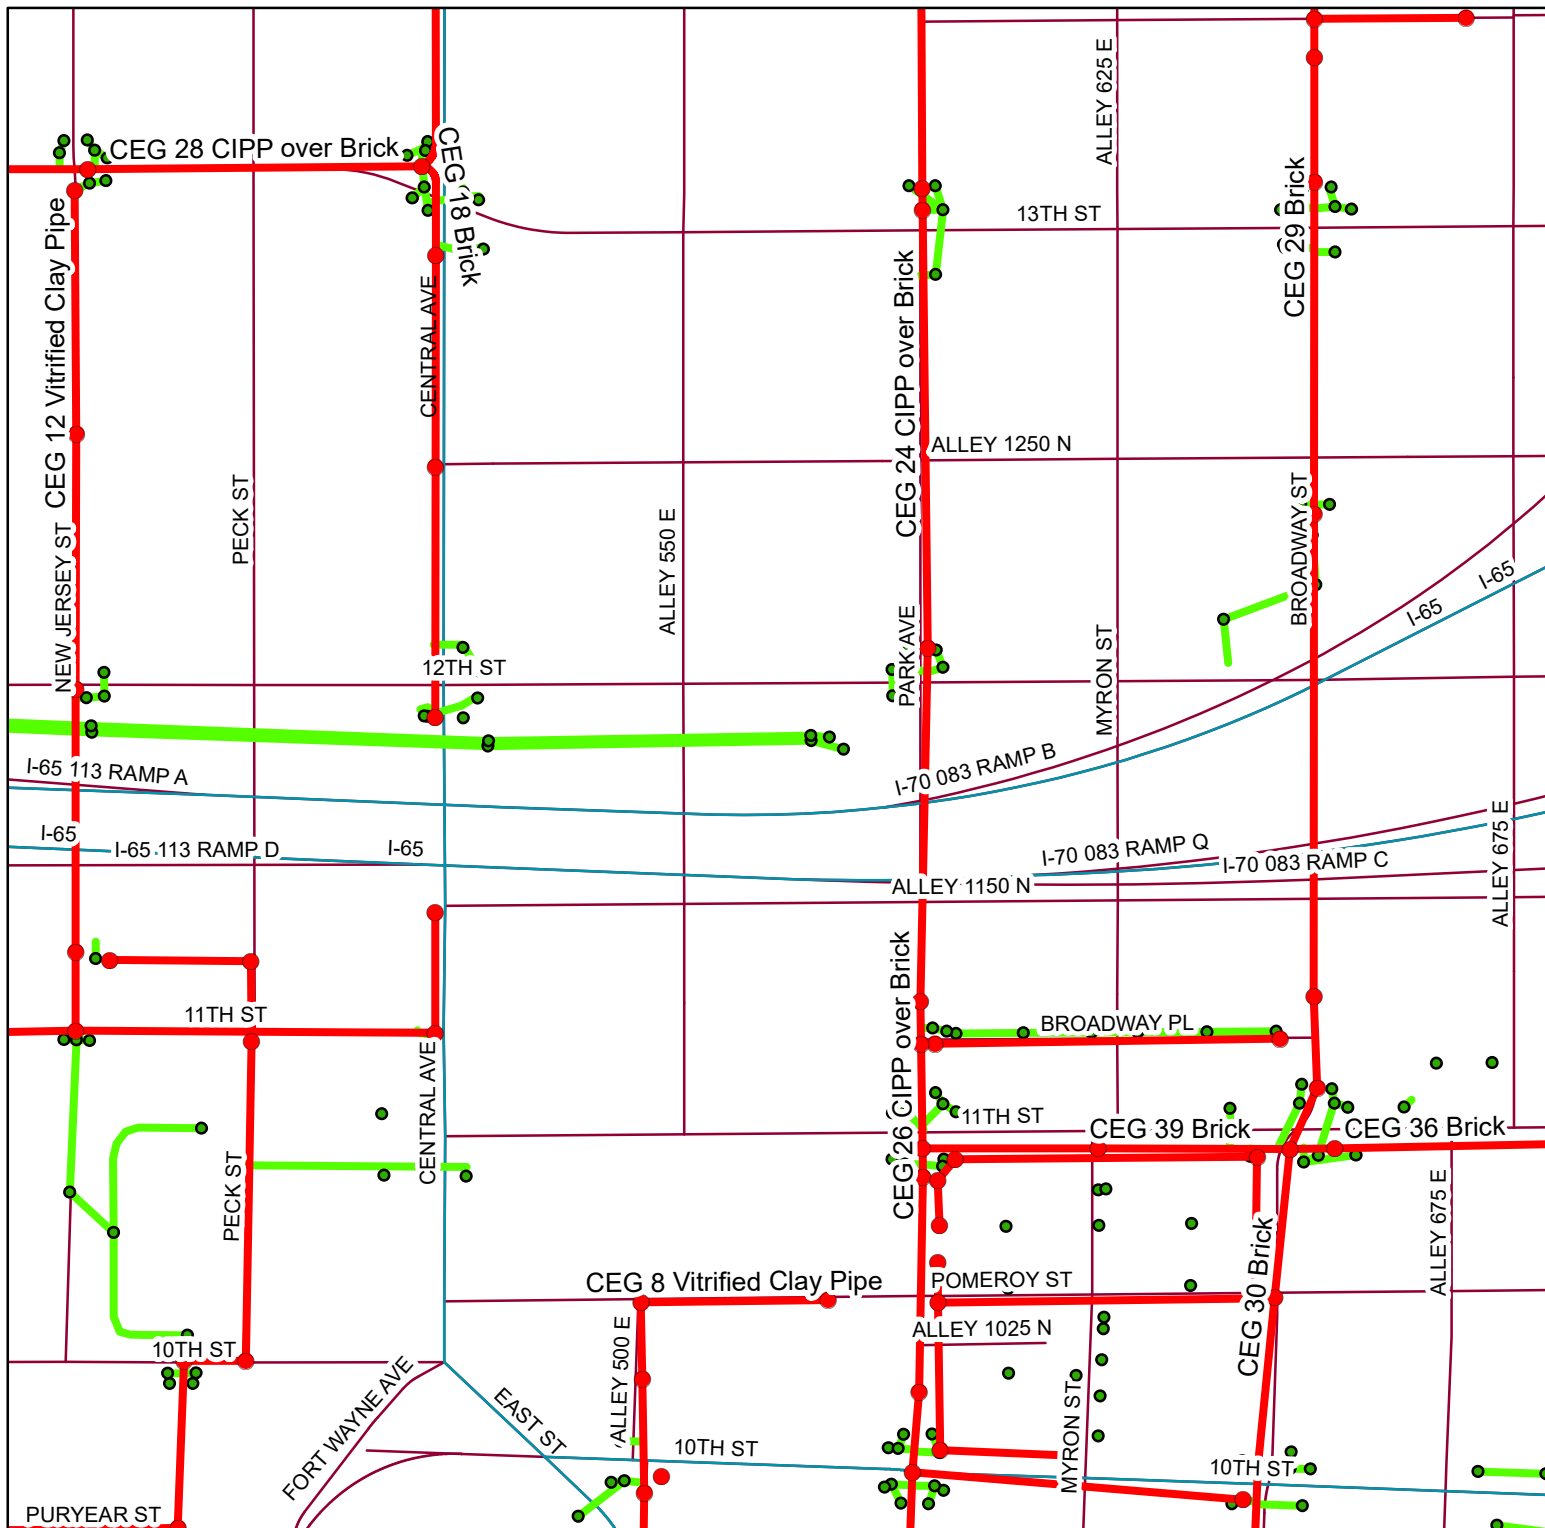 ALLEY 625 E
CEG 28 CIPP over Brick
CEG 18 Brick
CEG 12 Vitrified Clay Pipe
13TH ST
CEG 29 Brick
CENTRAL AVE
CEG 24 CIPP over Brick
ALLEY 1250 N
PECK ST
ALLEY 550 E
NEW JERSEY ST
BROADWAY ST
I-65
I-65
12TH ST
PARK AVE
MYRON ST
I-65 113 RAMP A
I-70 083 RAMP B
I-65
I-65 113 RAMP D
I-65
I-70 083 RAMP Q
I-70 083 RAMP C
ALLEY 1150 N
ALLEY 675 E
11TH ST
CEG 26 CIPP over Brick
BROADWAY PL
CENTRAL AVE
11TH ST
CEG 39 Brick
CEG 36 Brick
PECK ST
ALLEY 675 E
CEG 8 Vitrified Clay Pipe
POMEROY ST
CEG 30 Brick
ALLEY 1025 N
10TH ST
ALLEY 500 E
FORT WAYNE AVE
EAST ST
10TH ST
MYRON ST
10TH ST
PURYEAR ST